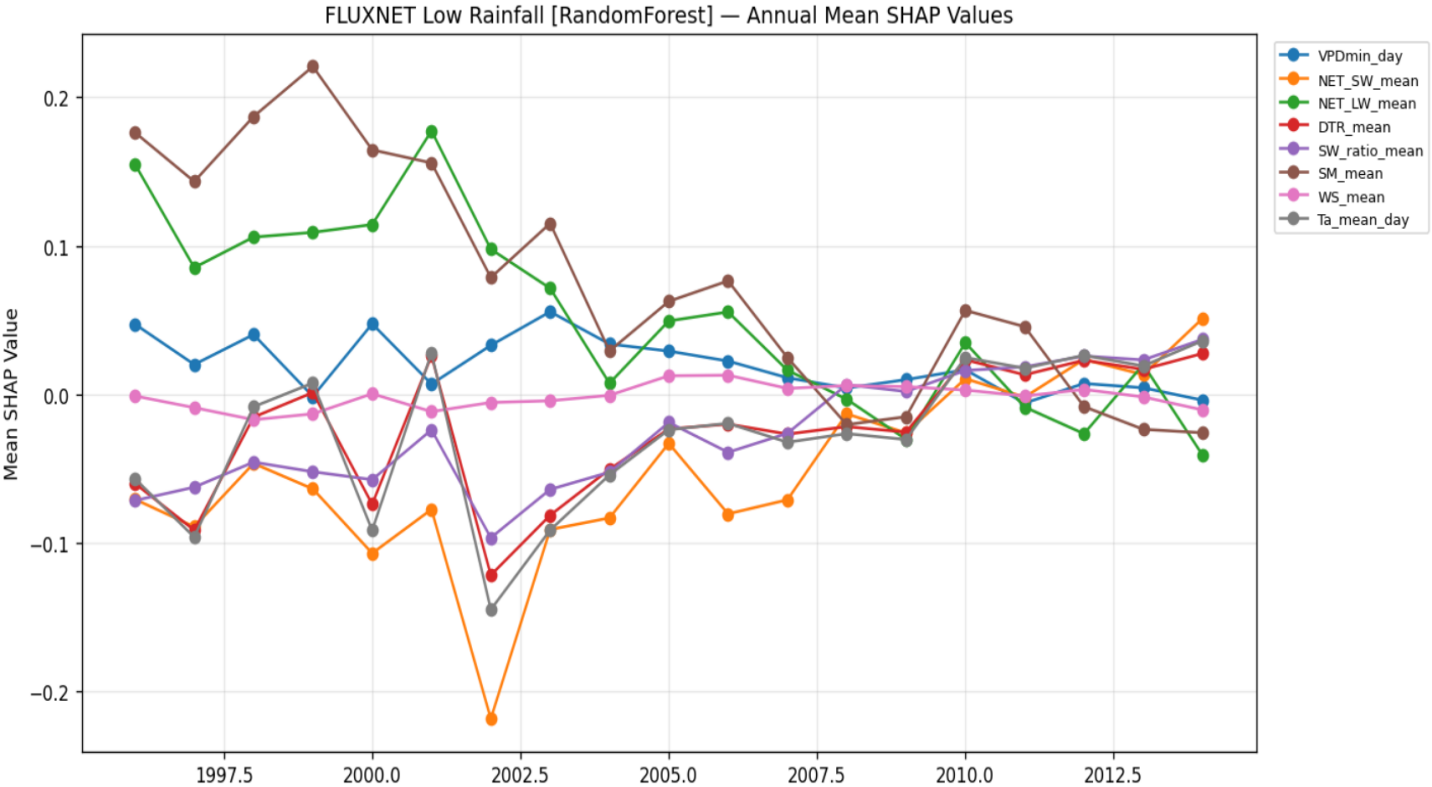 FLUXNET Low Rainfall [RandomForest] — Annual Mean SHAP Values
Mean SHAP Value
0.2
0.1
0.0
−0.1
−0.2
1997.5
2000.0
2002.5
2005.0
2007.5
2010.0
2012.5
VPDmin_day
NET_SW_mean
NET_LW_mean
DTR_mean
SW_ratio_mean
SM_mean
WS_mean
Ta_mean_day